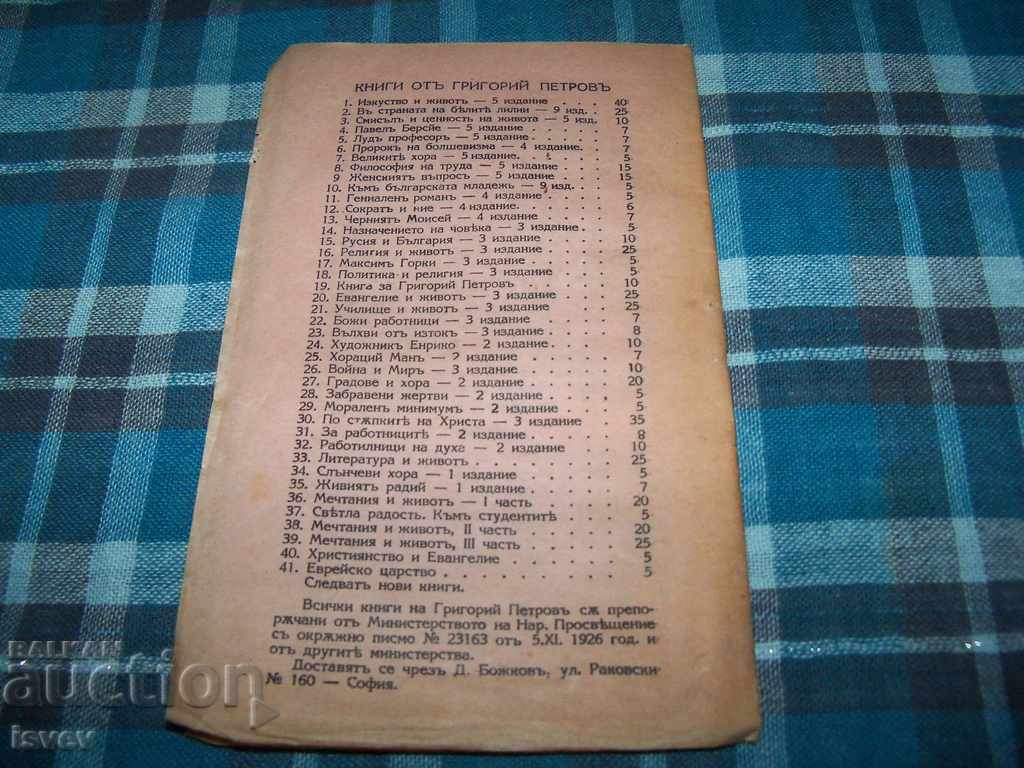 КНИГИ ОТЪ ГРИГОРИЙ ПЕТРОВЪ
1. Изкуство и животъ — 5 издание . . . 40
2. Въ страната на бѣлитѣ лилии — 9 изд. . 25
3. Смисълъ и ценность на живота — 5 изд. 10
4. Павелъ Берсйе — 5 издание . . . . . 7
5. Лудъ професоръ — 5 издание . . . . . 7
6. Пророкъ на болшевизма — 4 издание. . 7
7. Великитѣ хора — 5 издание. . . . . 5
8. Философия на труда — 5 издание . . . 15
9 Женскиятъ въпросъ — 5 издание . . . 15
10. Къмъ българската младежь — 9 изд. . . 5
11. Гениаленъ романъ — 4 издание . . . . 5
12. Сократъ и ние — 4 издание. . . . . 6
13. Черниятъ Моисей — 4 издание . . . . 7
14. Назначението на човѣка — 3 издание. . 5
15. Русия и България — 3 издание . . . . 10
16. Религия и животъ — 3 издание . . . . 25
17. Максимъ Горки — 3 издание . . . . 5
18. Политика и религия — 3 издание . . . 5
19. Книга за Григорий Петровъ . . . . 10
20. Евангелие и животъ — 3 издание . . . 25
21. Училище и животъ — 3 издание . . . 25
22. Божи работници — 3 издание . . . . 7
23. Вълхви отъ изтокъ — 3 издание . . . 8
24. Художникъ Енрико — 2 издание. . . . 10
25. Хораций Манъ — 2 издание . . . . 7
26. Война и Миръ — 3 издание . . . . 10
27. Градове и хора — 2 издание . . . . 20
28. Забравени жертви — 2 издание . . . . 5
29. Мораленъ минимумъ — 2 издание . . . 5
30. По стѫпкитѣ на Христа — 3 издание . 35
31. За работницитѣ — 2 издание . . . . 8
32. Работилници на духа — 2 издание . . 10
33. Литература и животъ . . . . . . . 25
34. Слънчеви хора — 1 издание . . . . 5
35. Живиятъ радий — 1 издание . . . . . 7
36. Мечтания и животъ — I часть . . . . 20
37. Свѣтла радость. Къмъ студентитѣ . . . 5
38. Мечтания и животъ, II часть . . . . 20
39. Мечтания и животъ, III часть . . . . 25
40. Християнство и Евангелие . . . . . 5
41. Еврейско царство . . . . . . . . 5
Следватъ нови книги.
Всички книги на Григорий Петровъ сѫ препо-
рѫчани отъ Министерството на Нар. Просвѣщение
съ окрѫжно писмо № 23163 отъ 5.XI. 1926 год. и
отъ другитѣ министерства.
Доставятъ се чрезъ Д. Божковъ, ул. Раковски
№ 160 — София.
BALKAN
auction
isvev